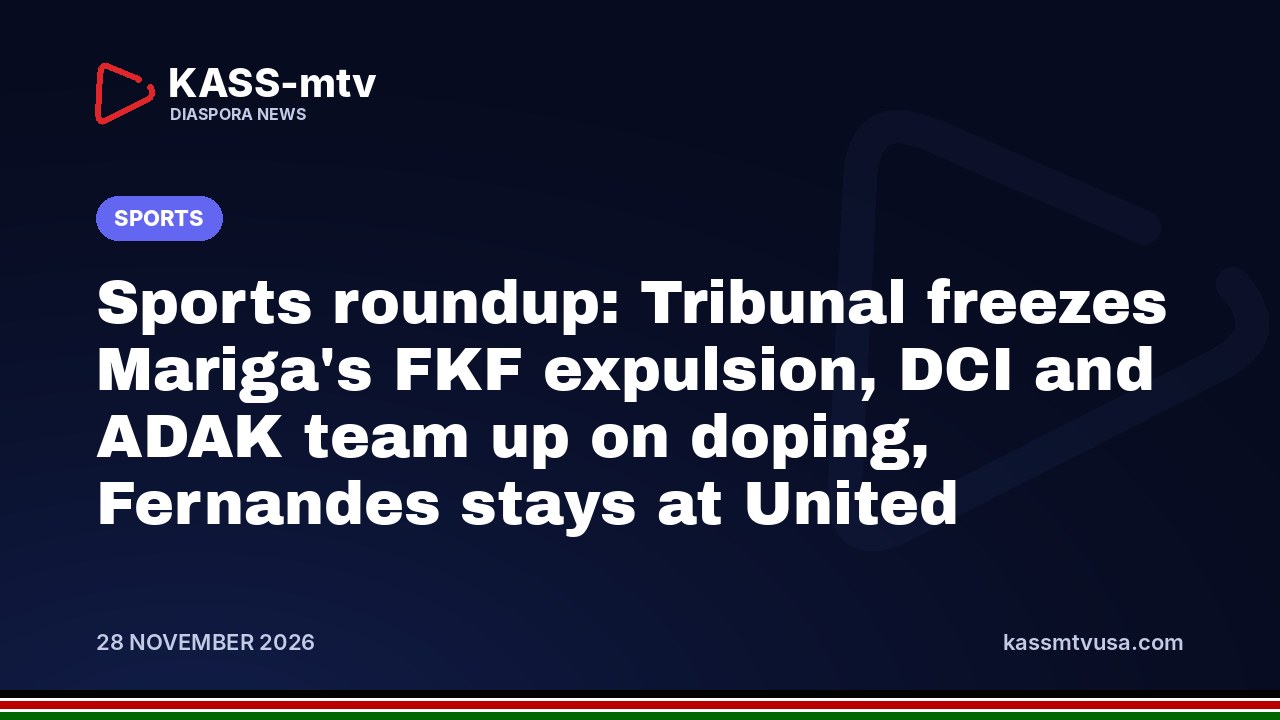 KASS-mtv
DIASPORA NEWS
SPORTS
Sports roundup: Tribunal freezes
Mariga's FKF expulsion, DCI and
ADAK team up on doping,
Fernandes stays at United
28 NOVEMBER 2026
kassmtvusa.com